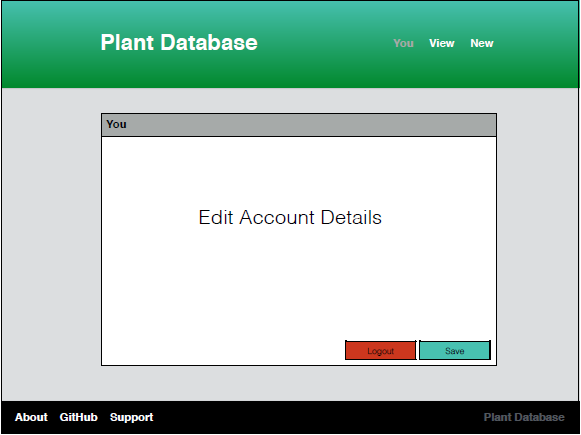 Plant Database
You View New
You
Edit Account Details
Logout Save
About GitHub Support Plant Database